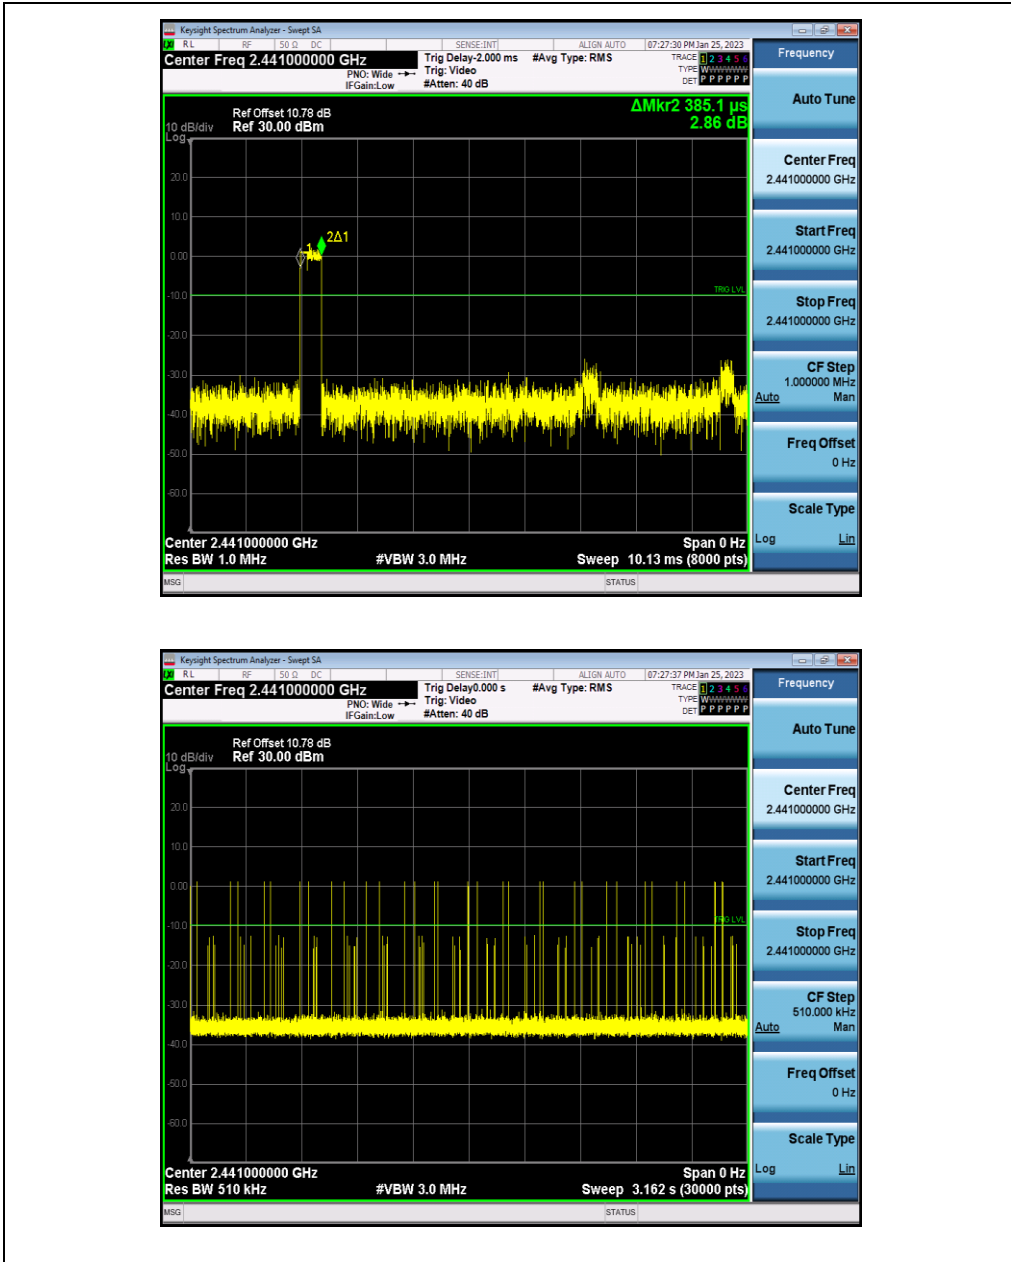 Keysight Spectrum Analyzer - Swept SA
RL RF 50 Ω DC SENSE:INT ALIGN AUTO 07:27:30 PM Jan 25, 2023
Center Freq 2.441000000 GHz
PNO: Wide
IFGain:Low
Trig Delay-2.000 ms
Trig: Video
#Atten: 40 dB
#Avg Type: RMS
TRACE 1 2 3 4 5 6
TYPE WWWWWW
DET P P P P P P
Frequency
ΔMkr2 385.1 µs
2.86 dB
Ref Offset 10.78 dB
10 dB/div Ref 30.00 dBm
Log
20.0
10.0
0.00
-10.0
-20.0
-30.0
-40.0
-50.0
-60.0
1
2Δ1
TRIG LVL
Center 2.441000000 GHz Span 0 Hz
Res BW 1.0 MHz #VBW 3.0 MHz Sweep 10.13 ms (8000 pts)
MSG STATUS
Auto Tune
Center Freq
2.441000000 GHz
Start Freq
2.441000000 GHz
Stop Freq
2.441000000 GHz
CF Step
1.000000 MHz
Auto Man
Freq Offset
0 Hz
Scale Type
Log Lin
Keysight Spectrum Analyzer - Swept SA
RL RF 50 Ω DC SENSE:INT ALIGN AUTO 07:27:37 PM Jan 25, 2023
Center Freq 2.441000000 GHz
PNO: Wide
IFGain:Low
Trig Delay0.000 s
Trig: Video
#Atten: 40 dB
#Avg Type: RMS
TRACE 1 2 3 4 5 6
TYPE WWWWWW
DET P P P P P P
Frequency
Ref Offset 10.78 dB
10 dB/div Ref 30.00 dBm
Log
20.0
10.0
0.00
-10.0
-20.0
-30.0
-40.0
-50.0
-60.0
TRIG LVL
Center 2.441000000 GHz Span 0 Hz
Res BW 510 kHz #VBW 3.0 MHz Sweep 3.162 s (30000 pts)
MSG STATUS
Auto Tune
Center Freq
2.441000000 GHz
Start Freq
2.441000000 GHz
Stop Freq
2.441000000 GHz
CF Step
510.000 kHz
Auto Man
Freq Offset
0 Hz
Scale Type
Log Lin